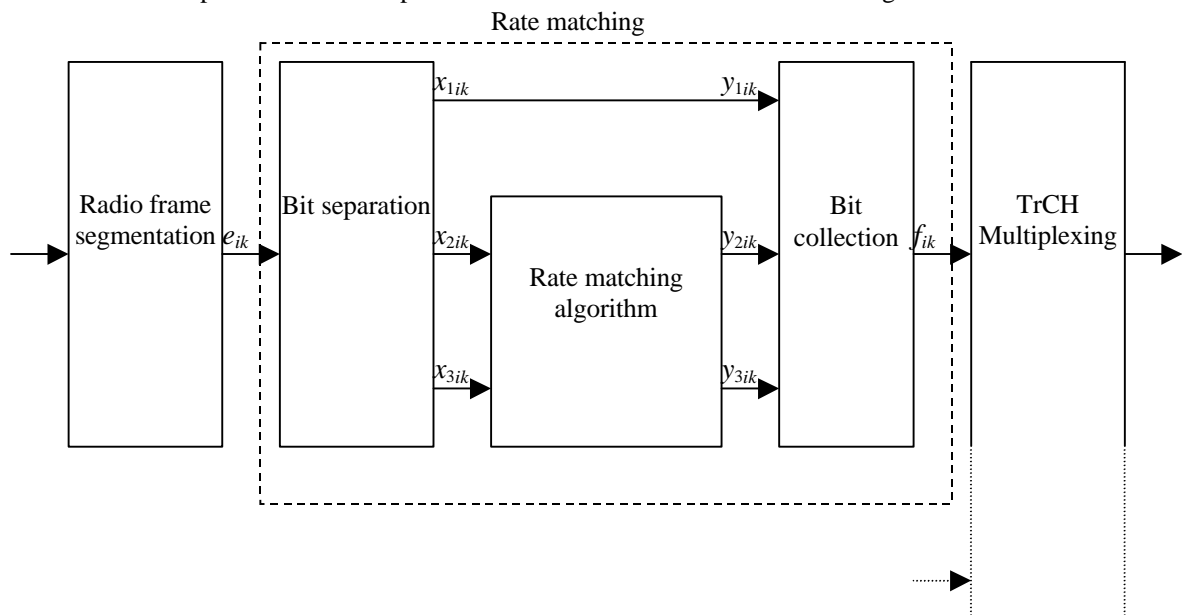 Rate matching
Radio frame
segmentation
e_ik
Bit separation
x_1ik
y_1ik
x_2ik
y_2ik
x_3ik
y_3ik
Rate matching
algorithm
Bit
collection
f_ik
TrCH
Multiplexing